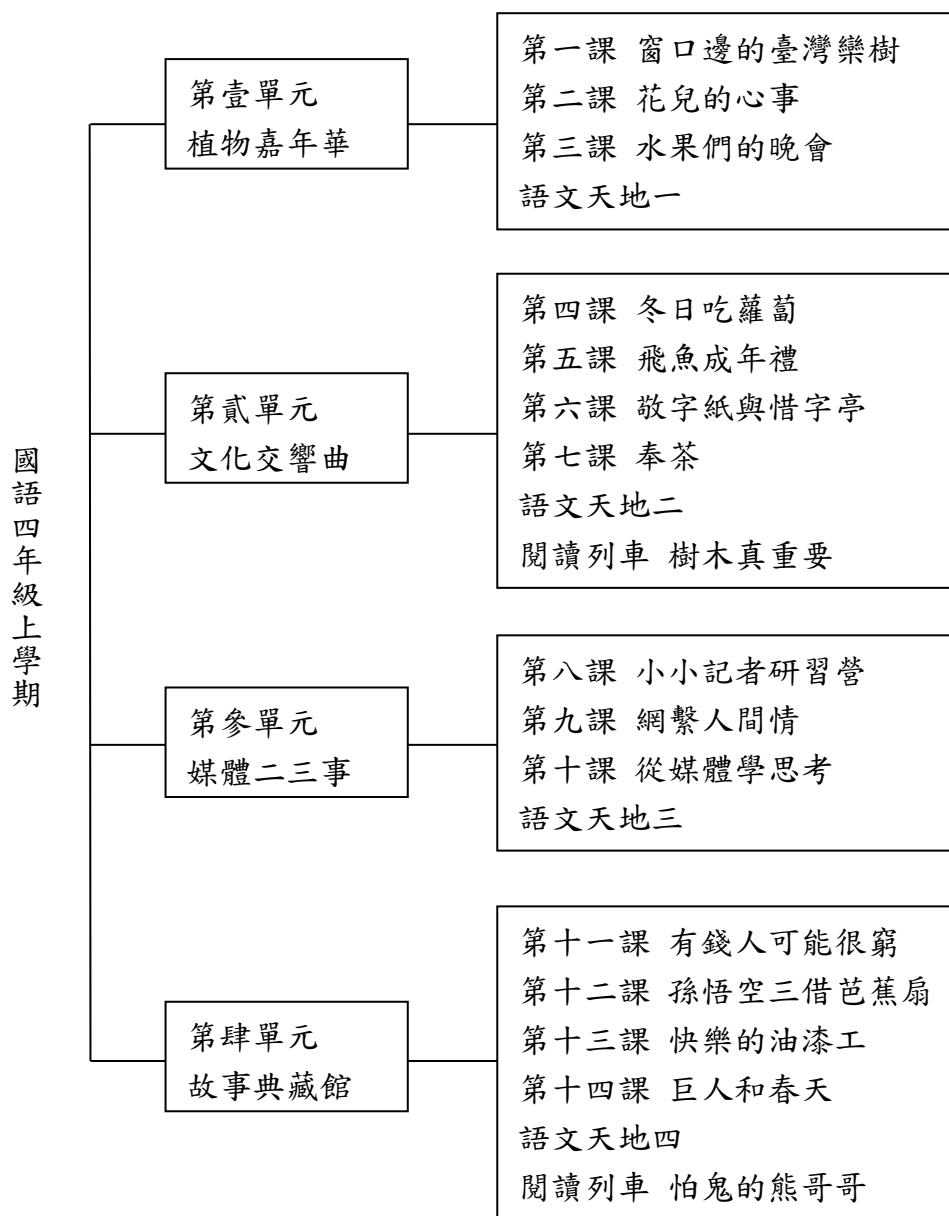 國語四年級上學期
第壹單元
植物嘉年華
第一課 窗口邊的臺灣欒樹
第二課 花兒的心事
第三課 水果們的晚會
語文天地一
第貳單元
文化交響曲
第四課 冬日吃蘿蔔
第五課 飛魚成年禮
第六課 敬字紙與惜字亭
第七課 奉茶
語文天地二
閱讀列車 樹木真重要
第參單元
媒體二三事
第八課 小小記者研習營
第九課 網繫人間情
第十課 從媒體學思考
語文天地三
第肆單元
故事典藏館
第十一課 有錢人可能很窮
第十二課 孫悟空三借芭蕉扇
第十三課 快樂的油漆工
第十四課 巨人和春天
語文天地四
閱讀列車 怕鬼的熊哥哥